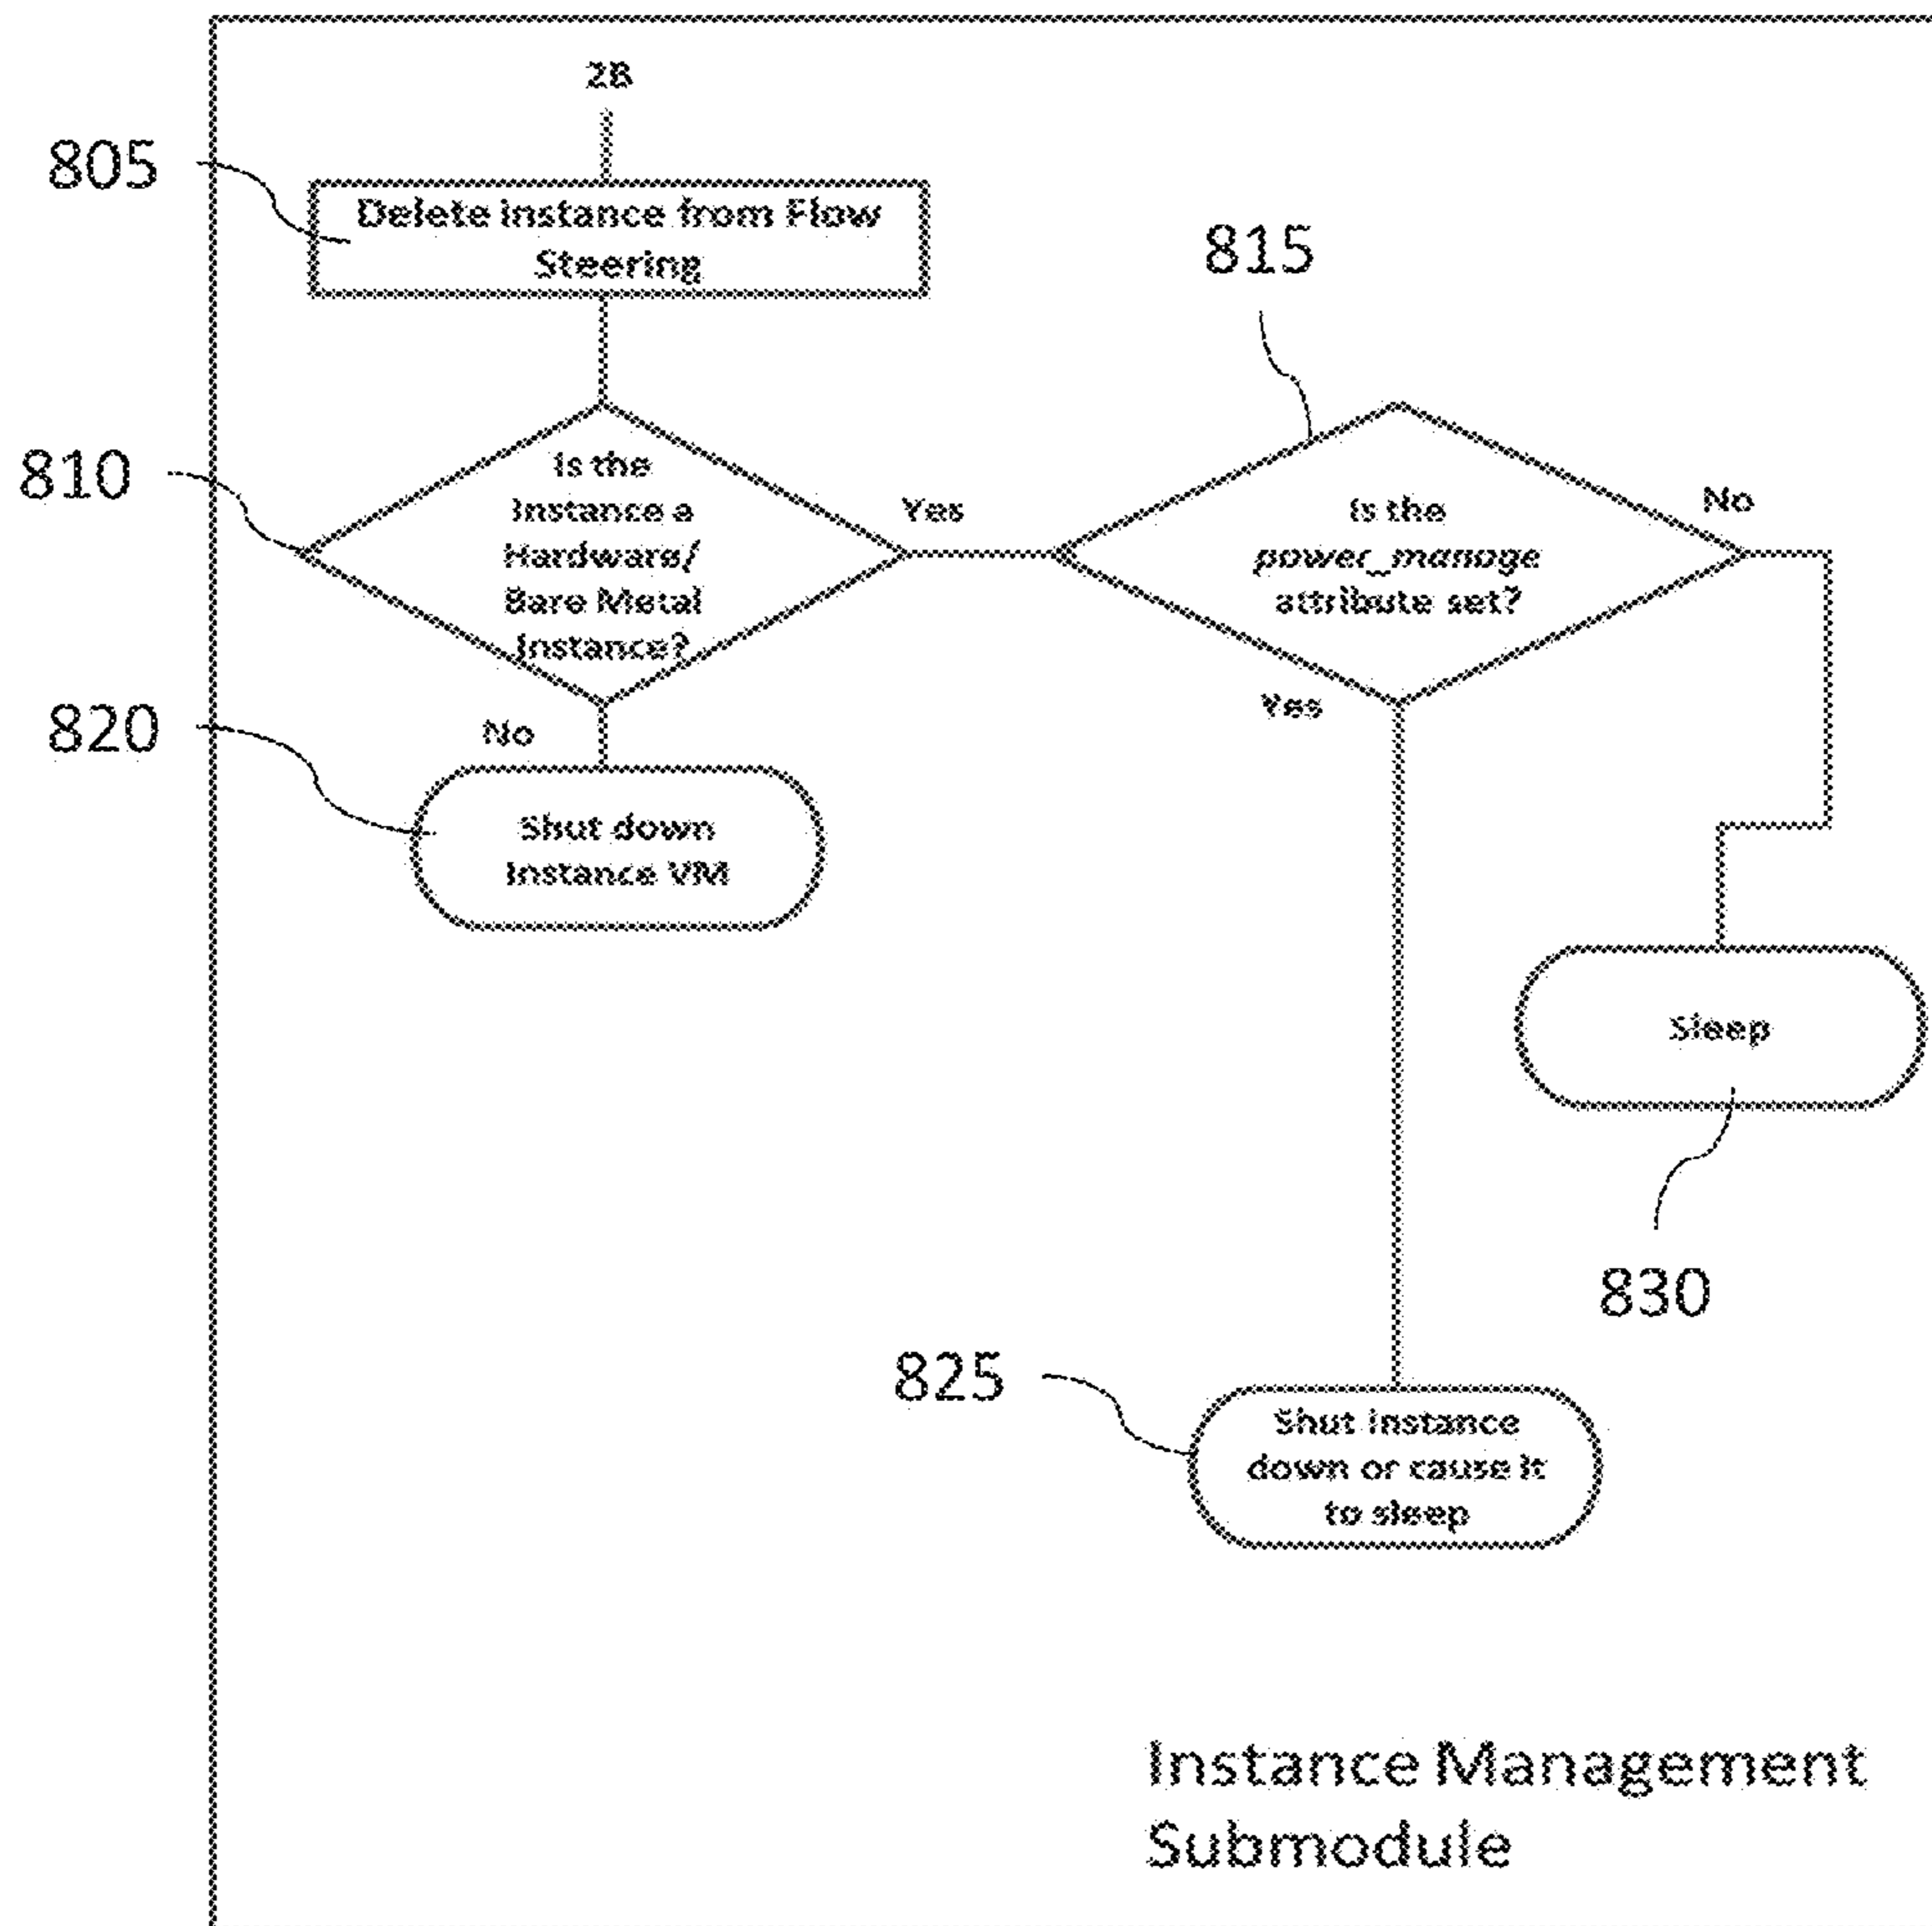 2B
805
Delete instance from Flow
Steering
815
810
Is the
Instance a
Hardware/
Bare Metal
Instance?
Yes
Is the
power_manage
attribute set?
No
Yes
820
No
Shut down
Instance VM
Sleep
830
825
Shut instance
down or cause it
to sleep
Instance Management
Submodule